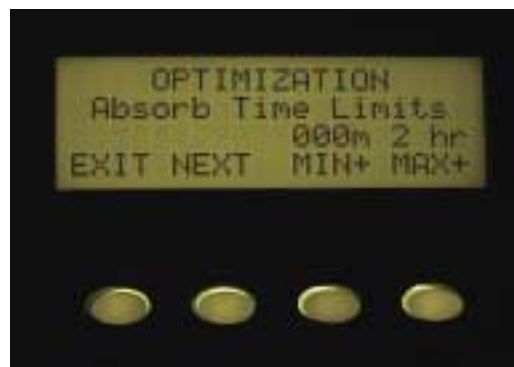 OPTIMIZATION
Absorb Time Limits
000m 2 hr
EXIT NEXT MIN+ MAX+